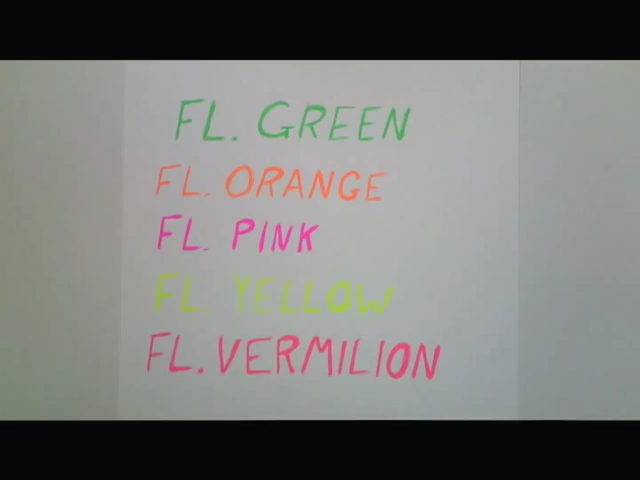 FL. GREEN
FL. ORANGE
FL. PINK
FL. YELLOW
FL. VERMILION